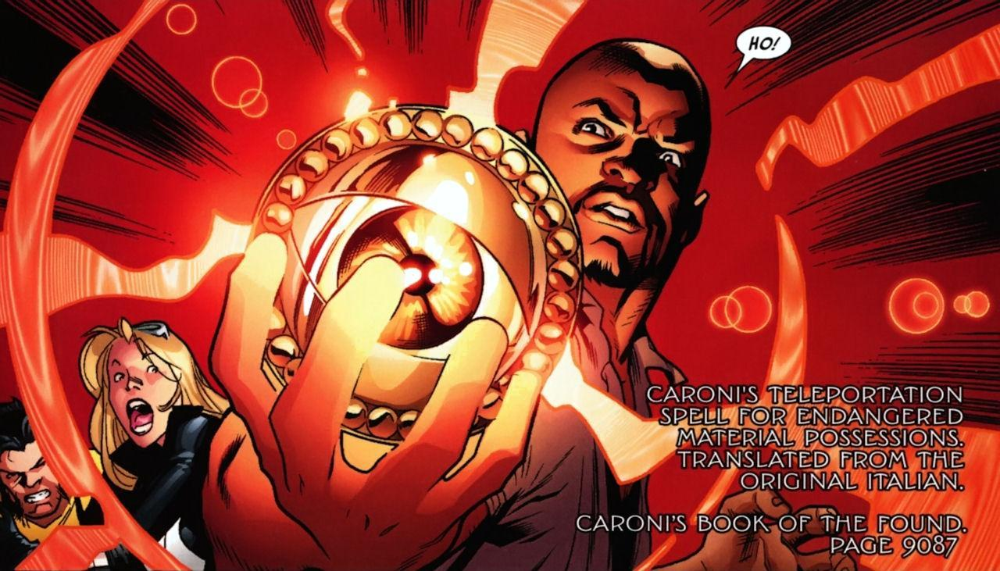 HO!
CARONI'S TELEPORTATION
SPELL FOR ENDANGERED
MATERIAL POSSESSIONS.
TRANSLATED FROM THE
ORIGINAL ITALIAN.
CARONI'S BOOK OF THE FOUND.
PAGE 9087